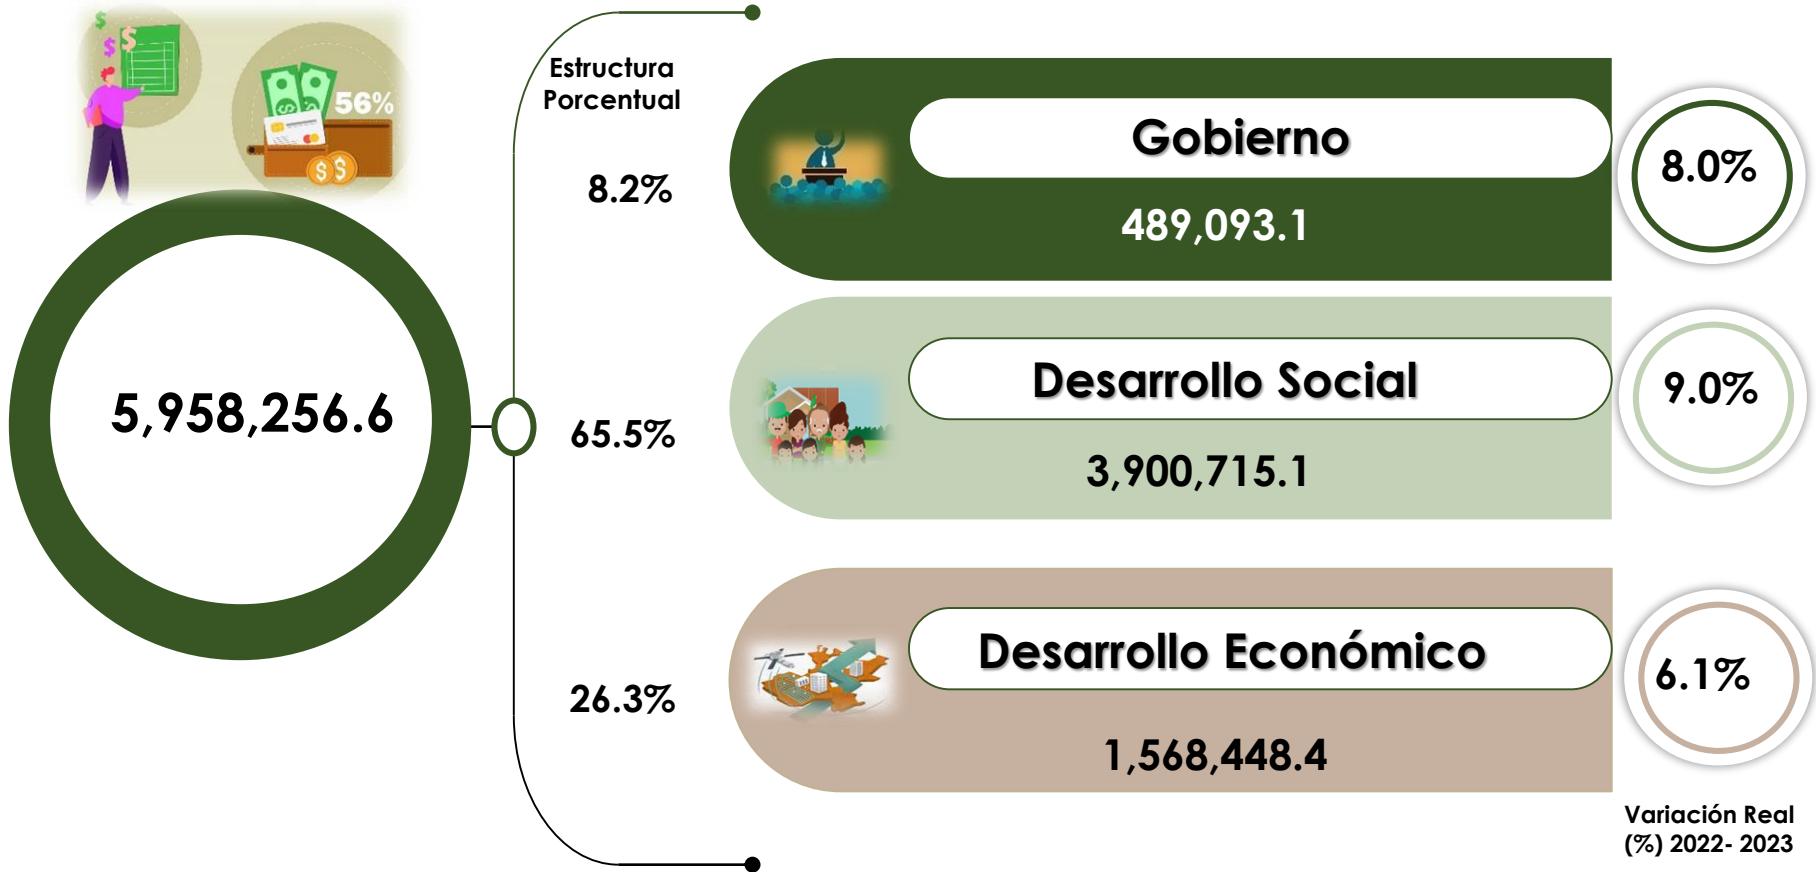 $
$
$
56%
$
$
5,958,256.6
Estructura
Porcentual
8.2%
65.5%
26.3%
Gobierno
489,093.1
8.0%
Desarrollo Social
3,900,715.1
9.0%
Desarrollo Económico
1,568,448.4
6.1%
Variación Real
(%) 2022- 2023